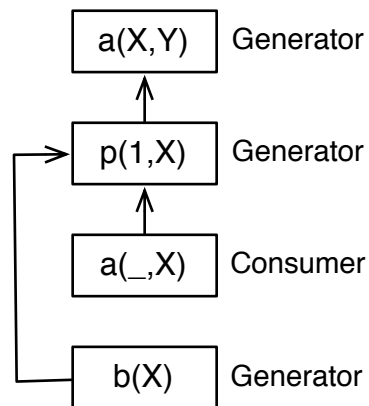 a(X,Y) Generator
p(1,X) Generator
a(_,X) Consumer
b(X) Generator